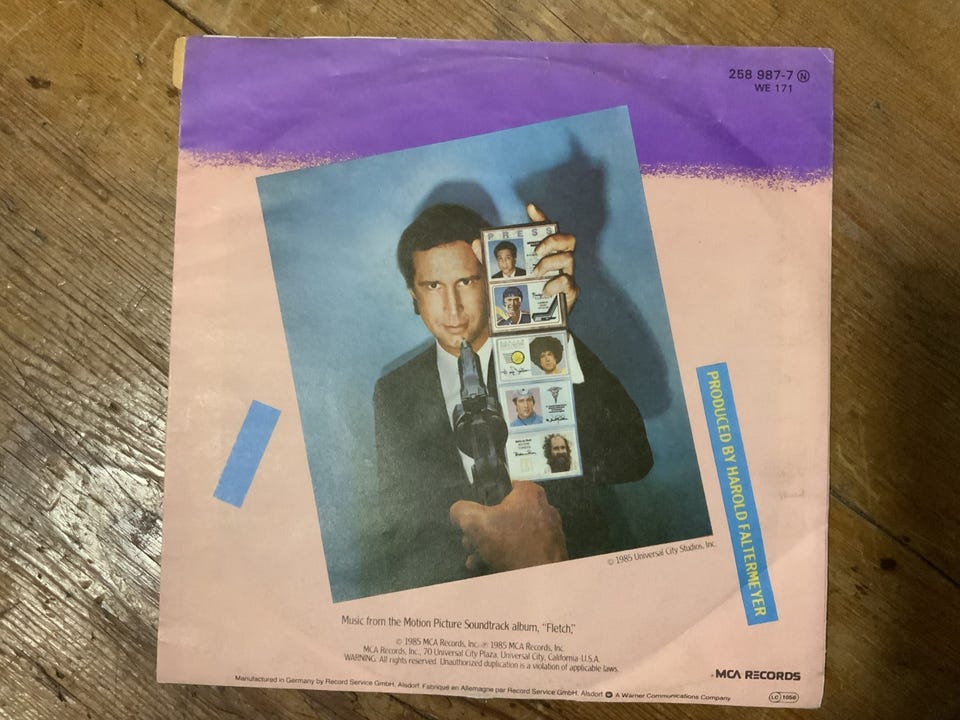 258 987-7 Ⓝ
WE 171
PRESS
PRODUCED BY HAROLD FALTERMEYER
© 1985 Universal City Studios, Inc.
Music from the Motion Picture Soundtrack album, "Fletch,"
© 1985 MCA Records, Inc. ℗ 1985 MCA Records, Inc.
MCA Records, Inc., 70 Universal City Plaza, Universal City, California-U.S.A.
WARNING: All rights reserved. Unauthorized duplication is a violation of applicable laws.
MCA RECORDS
Manufactured in Germany by Record Service GmbH, Alsdorf. Fabriqué en Allemagne par Record Service GmbH, Alsdorf. A Warner Communications Company
LC 1056